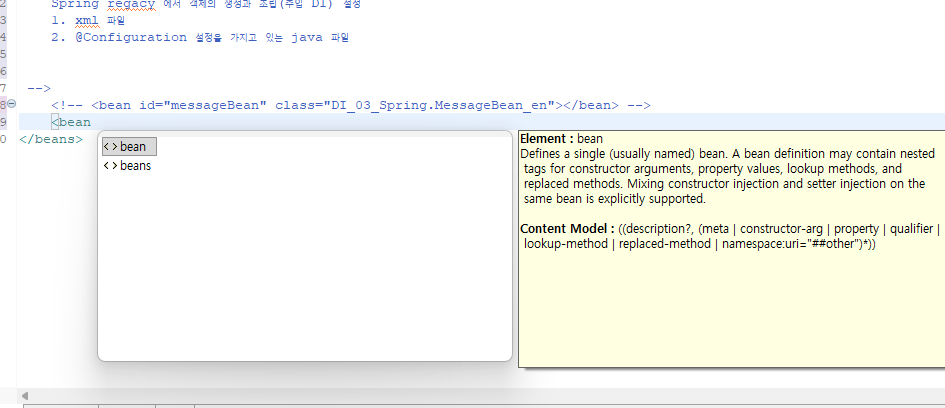 2 Spring regacy 에서 객체의 생성과 조립(주입 DI) 설정
3 1. xml 파일
4 2. @Configuration 설정을 가지고 있는 java 파일
5
6
7 -->
8 <!-- <bean id="messageBean" class="DI_03_Spring.MessageBean_en"></bean> -->
9 <bean
0 </beans>
<> bean
<> beans
Element : bean
Defines a single (usually named) bean. A bean definition may contain nested
tags for constructor arguments, property values, lookup methods, and
replaced methods. Mixing constructor injection and setter injection on the
same bean is explicitly supported.
Content Model : ((description?, (meta | constructor-arg | property | qualifier |
lookup-method | replaced-method | namespace:uri="##other")*))